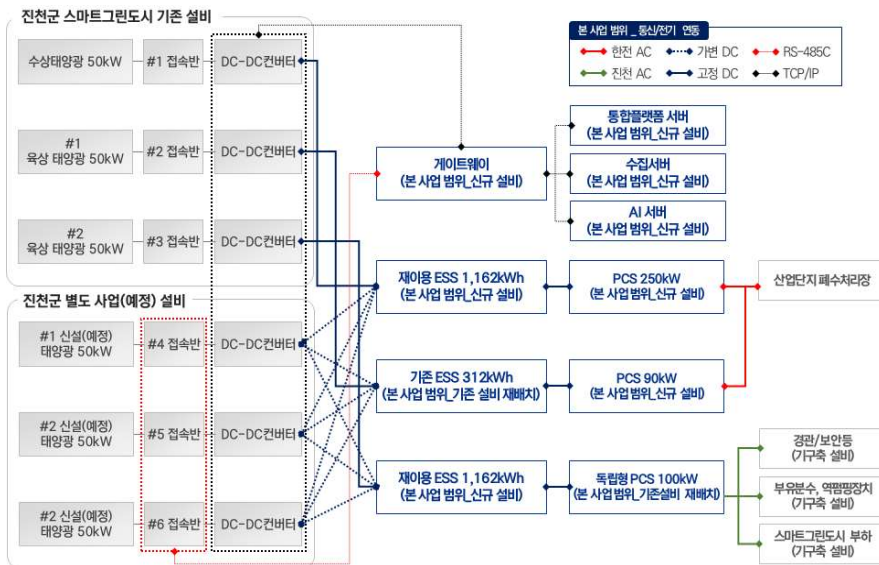 진천군 스마트그린도시 기존 설비
수상태양광 50kW
#1 접속반
DC-DC컨버터
#1
육상 태양광 50kW
#2 접속반
DC-DC컨버터
#2
육상 태양광 50kW
#3 접속반
DC-DC컨버터
진천군 별도 사업(예정) 설비
#1 신설(예정)
태양광 50kW
#4 접속반
DC-DC컨버터
#2 신설(예정)
태양광 50kW
#5 접속반
DC-DC컨버터
#2 신설(예정)
태양광 50kW
#6 접속반
DC-DC컨버터
본 사업 범위 _ 통신/전기 연동
한전 AC
가변 DC
RS-485C
진천 AC
고정 DC
TCP/IP
게이트웨이
(본 사업 범위_신규 설비)
통합플랫폼 서버
(본 사업 범위_신규 설비)
수집서버
(본 사업 범위_신규 설비)
AI 서버
(본 사업 범위_신규 설비)
재이용 ESS 1,162kWh
(본 사업 범위_신규 설비)
PCS 250kW
(본 사업 범위_신규 설비)
산업단지 폐수처리장
기존 ESS 312kWh
(본 사업 범위_기존 설비 재배치)
PCS 90kW
(본 사업 범위_신규 설비)
재이용 ESS 1,162kWh
(본 사업 범위_신규 설비)
독립형 PCS 100kW
(본 사업 범위_기존설비 재배치)
경관/보안등
(기구축 설비)
부유분수, 역펌핑장치
(기구축 설비)
스마트그린도시 부하
(기구축 설비)